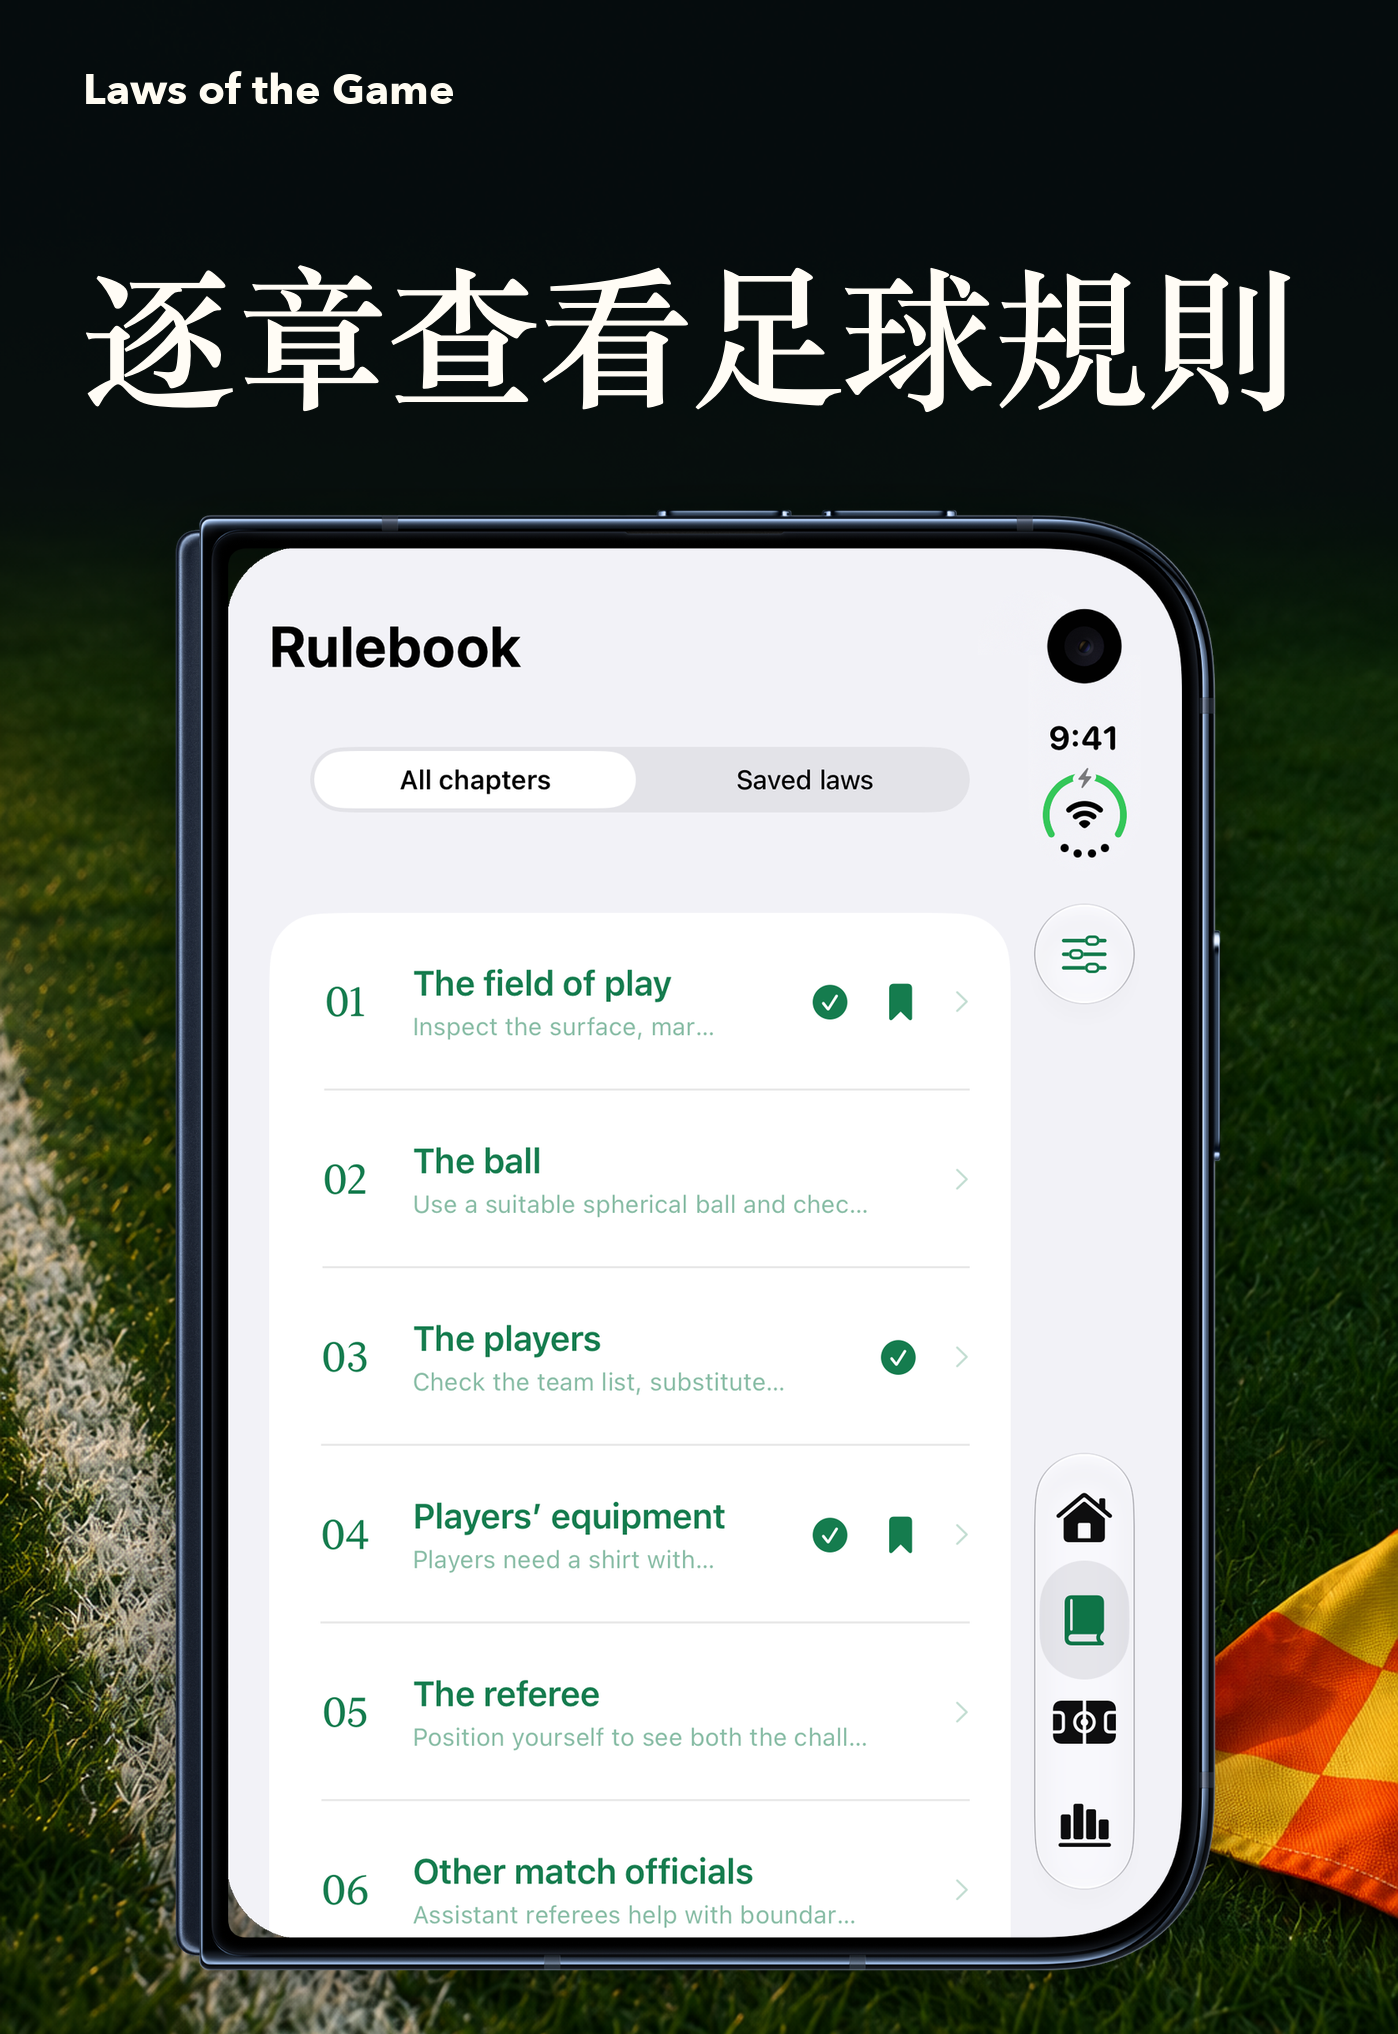 Laws of the Game
逐章查看足球規則
Rulebook
9:41
All chapters
Saved laws
01
The field of play
Inspect the surface, mar...
02
The ball
Use a suitable spherical ball and chec...
03
The players
Check the team list, substitute...
04
Players’ equipment
Players need a shirt with...
05
The referee
Position yourself to see both the chall...
06
Other match officials
Assistant referees help with boundar...